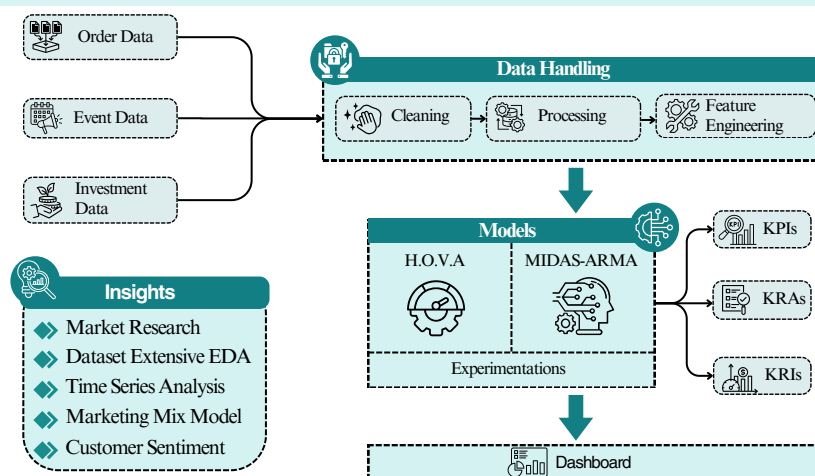 Order Data
Event Data
Investment
Data
Data Handling
Cleaning
Processing
Feature
Engineering
Models
H.O.V.A
MIDAS-ARMA
Experimentations
KPI
KPIs
KRAs
KRIs
Insights
Market Research
Dataset Extensive EDA
Time Series Analysis
Marketing Mix Model
Customer Sentiment
Dashboard